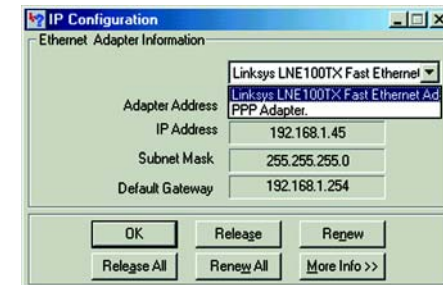 IP Configuration
Ethernet Adapter Information
Linksys LNE100TX Fast Ethernet
Linksys LNE100TX Fast Ethernet Ad
PPP Adapter.
Adapter Address
IP Address 192.168.1.45
Subnet Mask 255.255.255.0
Default Gateway 192.168.1.254
OK Release Renew
Release All Renew All More Info >>